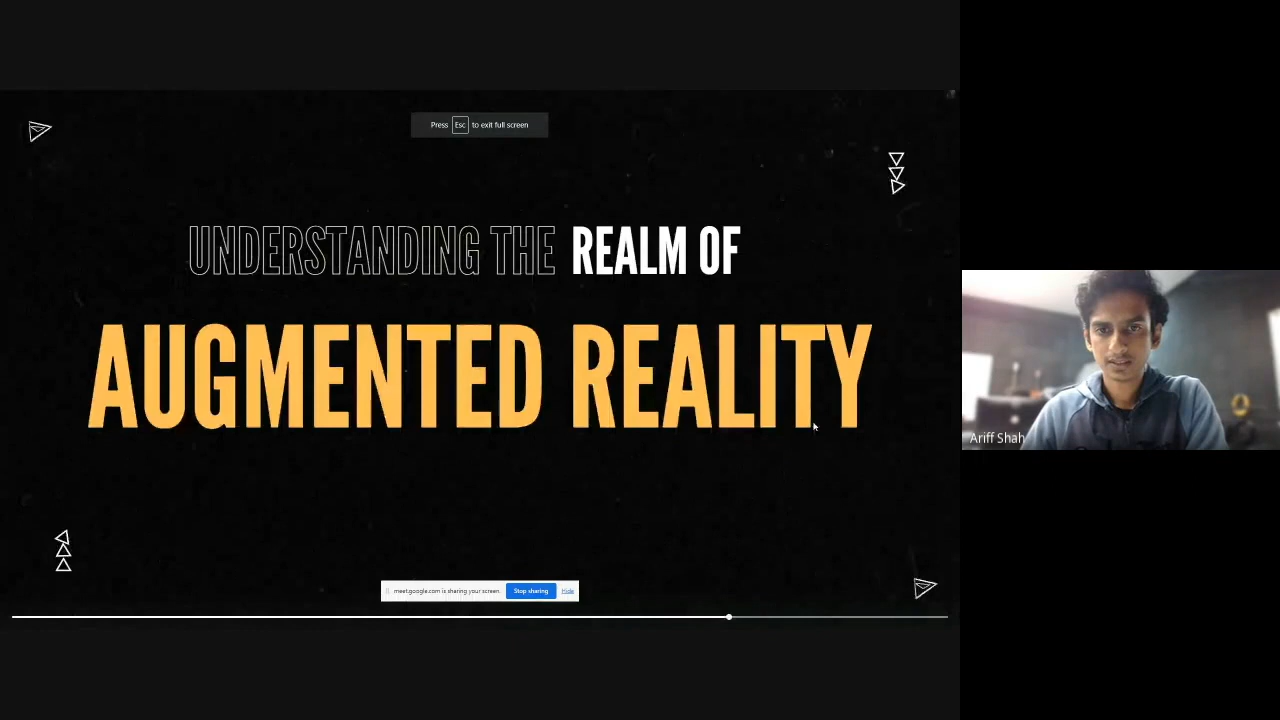 Press Esc to exit full screen
UNDERSTANDING THE REALM OF
AUGMENTED REALITY
Ariff Shah
meet.google.com is sharing your screen. Stop sharing Hide